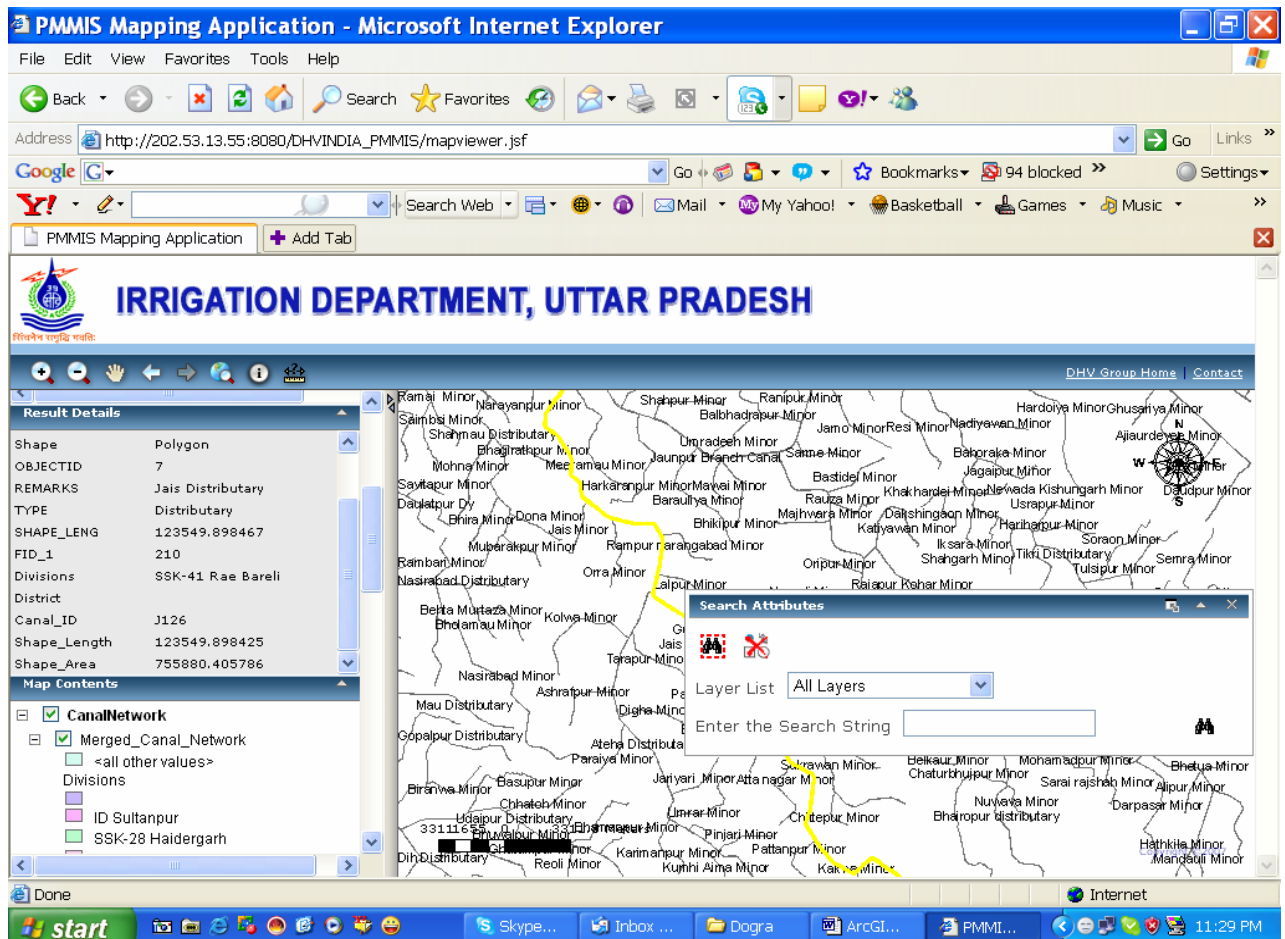 PMMIS Mapping Application - Microsoft Internet Explorer
File Edit View Favorites Tools Help
Back Search Favorites
Address http://202.53.13.55:8080/DHVINDIA_PMMIS/mapviewer.jsf Go Links
Google G Go Bookmarks 94 blocked Settings
Y! Search Web Mail My Yahoo! Basketball Games Music
PMMIS Mapping Application Add Tab
IRRIGATION DEPARTMENT, UTTAR PRADESH
DHV Group Home | Contact
Result Details
Shape Polygon
OBJECTID 7
REMARKS Jais Distributary
TYPE Distributary
SHAPE_LENG 123549.898467
FID_1 210
Divisions SSK-41 Rae Bareli
District
Canal_ID J126
Shape_Length 123549.898425
Shape_Area 755880.405786
Map Contents
CanalNetwork
Merged_Canal_Network
<all other values>
Divisions
ID Sultanpur
SSK-28 Haidergarh
Ramai Minor
Narayanpur Minor
Shahpur Minor
Ranipur Minor
Hardoiya Minor
Ghusariya Minor
Balbhadrapur Minor
Shahmau Distributary
Jamo Minor
Resi Minor
Nadiyawan Minor
N
Umradeeh Minor
Bhagirathpur Minor
Mohna Minor
Meeramau Minor
Jaunpur Branch Canal
Sanme Minor
Bahoraka Minor
Jagaipur Minor
W
E
S
Savitapur Minor
Harkaranpur Minor
Mawai Minor
Bastidei Minor
Khakhardei Minor
Newada Kishungarh Minor
Daudpur Minor
Daulatpur Dy
Baraulya Minor
Rauza Minor
Usrapur Minor
Bhira Minor
Dona Minor
Majhwara Minor
Dakshingaon Minor
Jais Minor
Bhikipur Minor
Katiyawan Minor
Hariharpur Minor
Soraon Minor
Mubarakpur Minor
Rampur narangabad Minor
Iksara Minor
Tikri Distributary
Rambari Minor
Oripur Minor
Shahgarh Minor
Tulsipur Minor
Semra Minor
Nasirabad Distributary
Orra Minor
Lalpur Minor
Rajapur Kohar Minor
Behta Murtaza Minor
Kolwa Minor
Bholamau Minor
Jais
Tarapur Mino
Nasirabad Minor
Ashrafpur Minor
Mau Distributary
Digha Mino
Gopalpur Distributary
Ateha Distributa
Paraiya Minor
Search Attributes
Layer List All Layers
Enter the Search String
Sukrawan Minor
Belkaur Minor
Mohamadpur Minor
Bhetua Minor
Basupur Minor
Jariyari Minor
Atta nagar Minor
Chaturbhujpur Minor
Sarai rajshah Minor
Alipur Minor
Biranwa Minor
Chhatoh Minor
Nuwava Minor
Darpasar Minor
Udaipur Distributary
Umrar Minor
Chittepur Minor
Bhairopur distributary
Pinjari Minor
Hathkila Minor
Dih Distributary
Karimanpur Minor
Pattanpur Minor
Reoli Minor
Kumhi Aima Minor
Kakwa Minor
Mandauli Minor
Done Internet
start Skype... Inbox ... Dogra ArcGI... PMMI... 11:29 PM